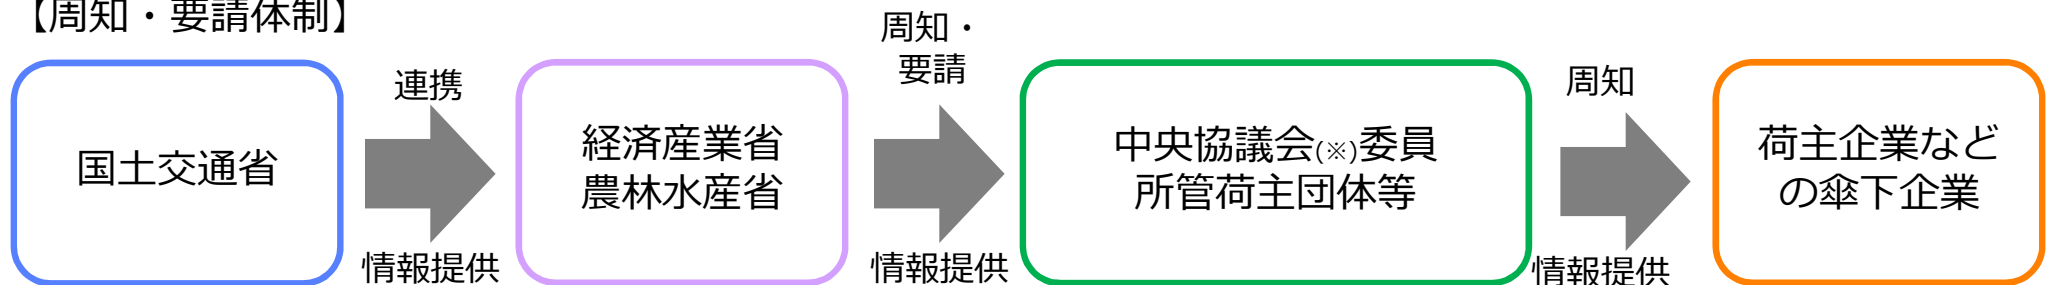 【周知・要請体制】
国土交通省
連携
情報提供
経済産業省
農林水産省
周知・
要請
情報提供
中央協議会(※)委員
所管荷主団体等
周知
情報提供
荷主企業など
の傘下企業